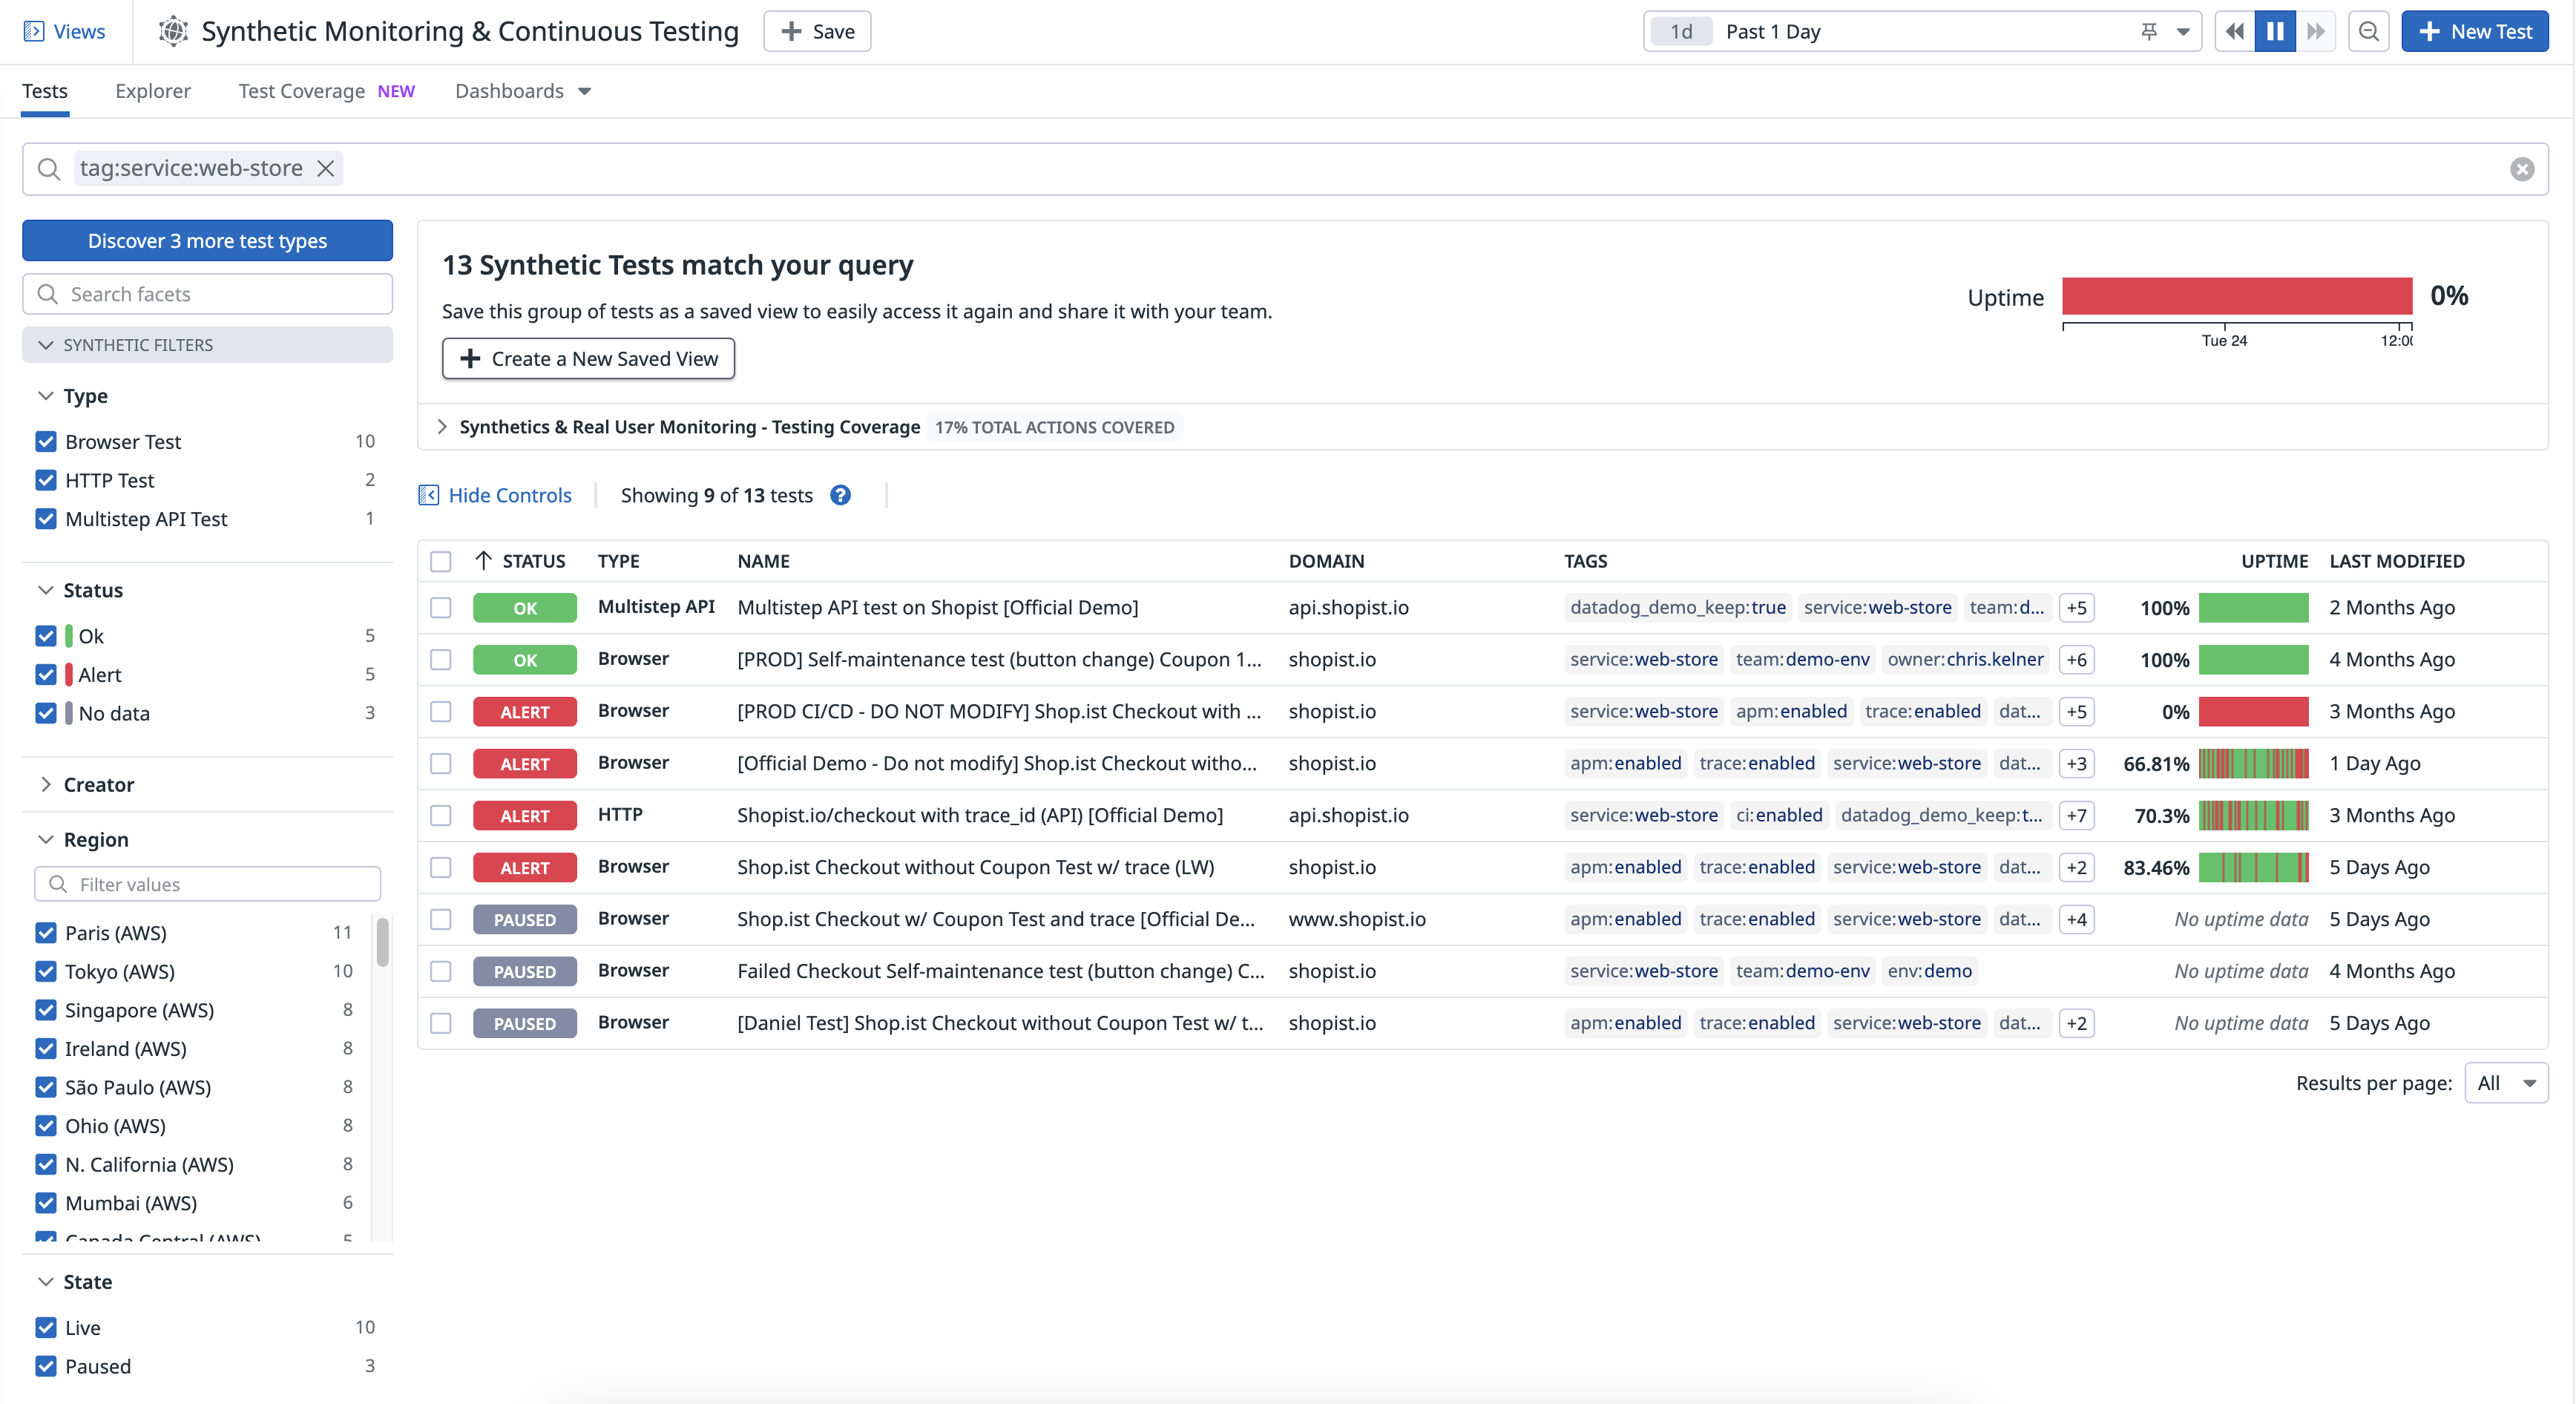 Views
Synthetic Monitoring & Continuous Testing
Save
1d Past 1 Day
New Test
Tests Explorer Test Coverage NEW Dashboards
tag:service:web-store
Discover 3 more test types
Search facets
SYNTHETIC FILTERS
Type
Browser Test 10
HTTP Test 2
Multistep API Test 1
Status
Ok 5
Alert 5
No data 3
Creator
Region
Filter values
Paris (AWS) 11
Tokyo (AWS) 10
Singapore (AWS) 8
Ireland (AWS) 8
São Paulo (AWS) 8
Ohio (AWS) 8
N. California (AWS) 8
Mumbai (AWS) 6
Canada Central (AWS) 5
State
Live 10
Paused 3
13 Synthetic Tests match your query
Save this group of tests as a saved view to easily access it again and share it with your team.
Create a New Saved View
Uptime 0%
Tue 24 12:00
Synthetics & Real User Monitoring - Testing Coverage 17% TOTAL ACTIONS COVERED
Hide Controls Showing 9 of 13 tests ?
STATUS TYPE NAME DOMAIN TAGS UPTIME LAST MODIFIED
OK Multistep API Multistep API test on Shopist [Official Demo] api.shopist.io datadog_demo_keep:true service:web-store team:d... +5 100% 2 Months Ago
OK Browser [PROD] Self-maintenance test (button change) Coupon 1... shopist.io service:web-store team:demo-env owner:chris.kelner +6 100% 4 Months Ago
ALERT Browser [PROD CI/CD - DO NOT MODIFY] Shop.ist Checkout with ... shopist.io service:web-store apm:enabled trace:enabled dat... +5 0% 3 Months Ago
ALERT Browser [Official Demo - Do not modify] Shop.ist Checkout witho... shopist.io apm:enabled trace:enabled service:web-store dat... +3 66.81% 1 Day Ago
ALERT HTTP Shopist.io/checkout with trace_id (API) [Official Demo] api.shopist.io service:web-store ci:enabled datadog_demo_keep:t... +7 70.3% 3 Months Ago
ALERT Browser Shop.ist Checkout without Coupon Test w/ trace (LW) shopist.io apm:enabled trace:enabled service:web-store dat... +2 83.46% 5 Days Ago
PAUSED Browser Shop.ist Checkout w/ Coupon Test and trace [Official De... www.shopist.io apm:enabled trace:enabled service:web-store dat... +4 No uptime data 5 Days Ago
PAUSED Browser Failed Checkout Self-maintenance test (button change) C... shopist.io service:web-store team:demo-env env:demo No uptime data 4 Months Ago
PAUSED Browser [Daniel Test] Shop.ist Checkout without Coupon Test w/ t... shopist.io apm:enabled trace:enabled service:web-store dat... +2 No uptime data 5 Days Ago
Results per page: All